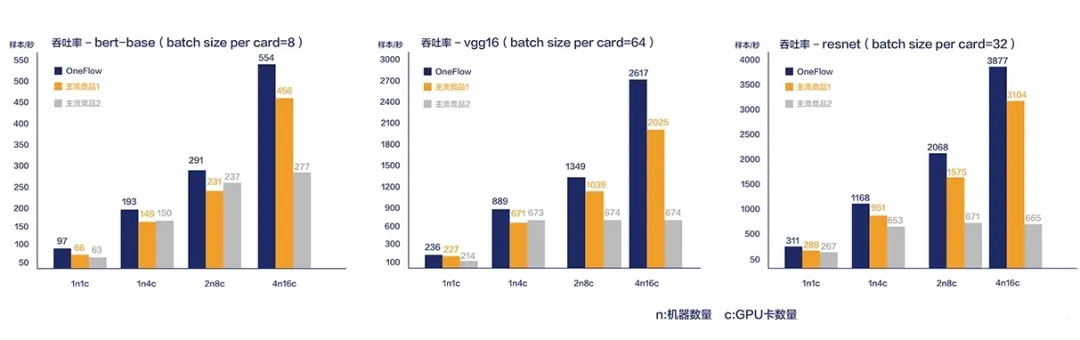 样本/秒 吞吐率 - bert-base（batch size per card=8）
550
500
450
400
350
300
250
200
150
100
50
OneFlow
主流竞品1
主流竞品2
97
66
63
193
149
150
291
231
237
554
456
277
1n1c
1n4c
2n8c
4n16c
样本/秒 吞吐率 - vgg16（batch size per card=64）
3000
2700
2400
2100
1800
1500
1200
900
600
300
100
OneFlow
主流竞品1
主流竞品2
236
227
214
889
671
673
1349
1039
674
2617
2025
674
1n1c
1n4c
2n8c
4n16c
样本/秒 吞吐率 - resnet（batch size per card=32）
4000
3500
3000
2500
2000
1500
1000
500
50
OneFlow
主流竞品1
主流竞品2
311
288
267
1168
951
653
2068
1575
671
3877
3104
665
1n1c
1n4c
2n8c
4n16c
n:机器数量 c:GPU卡数量